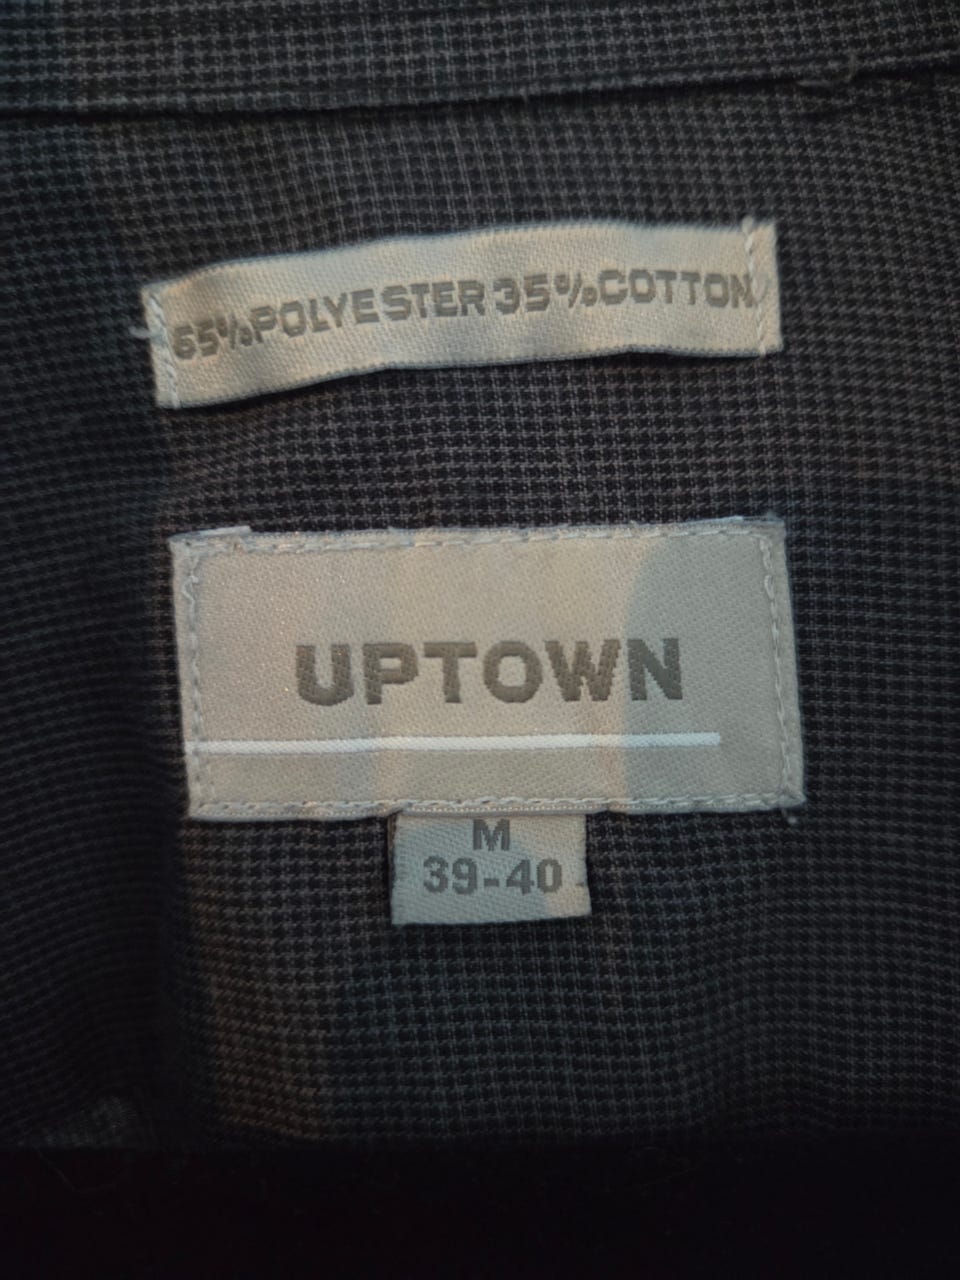 65%POLYESTER 35%COTTON
UPTOWN
M
39-40